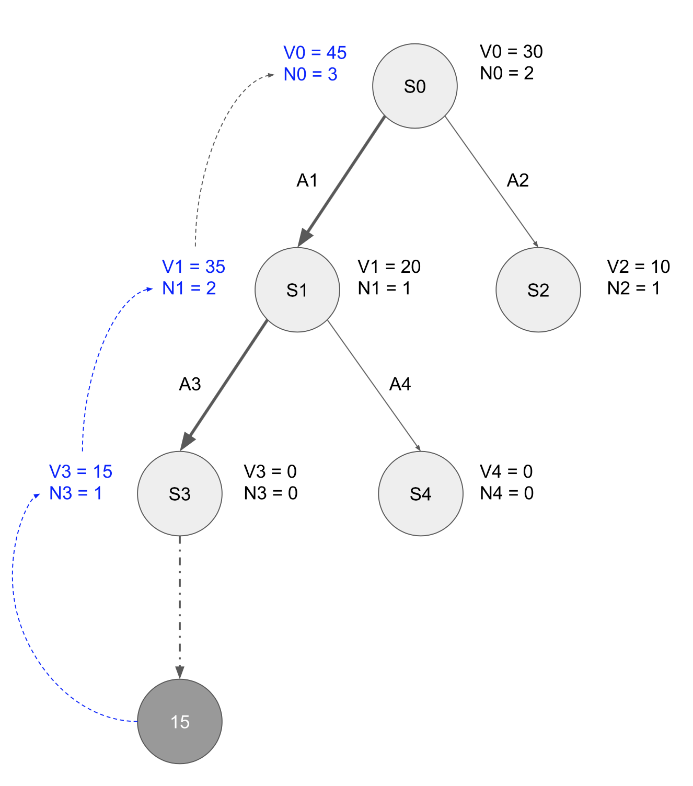 V0 = 45
N0 = 3
S0
V0 = 30
N0 = 2
A1
A2
V1 = 35
N1 = 2
S1
V1 = 20
N1 = 1
S2
V2 = 10
N2 = 1
A3
A4
V3 = 15
N3 = 1
S3
V3 = 0
N3 = 0
S4
V4 = 0
N4 = 0
15